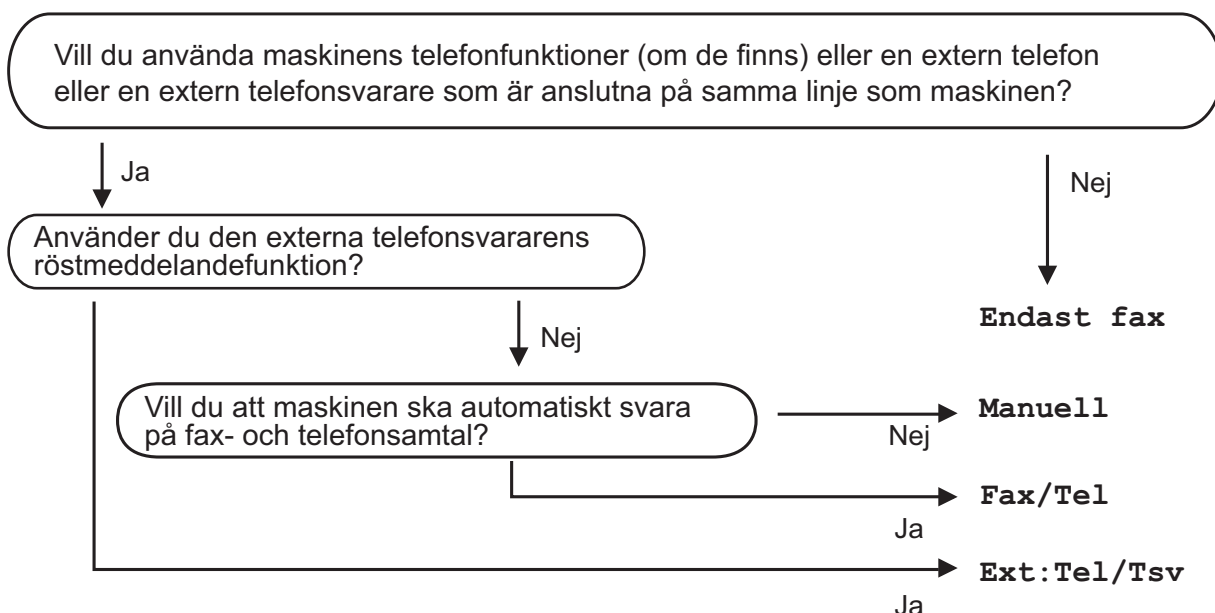 Vill du använda maskinens telefonfunktioner (om de finns) eller en extern telefon
eller en extern telefonsvarare som är anslutna på samma linje som maskinen?
Ja
Nej
Använder du den externa telefonsvararens
röstmeddelandefunktion?
Endast fax
Nej
Vill du att maskinen ska automatiskt svara
på fax- och telefonsamtal?
Manuell
Nej
Fax/Tel
Ja
Ext:Tel/Tsv
Ja